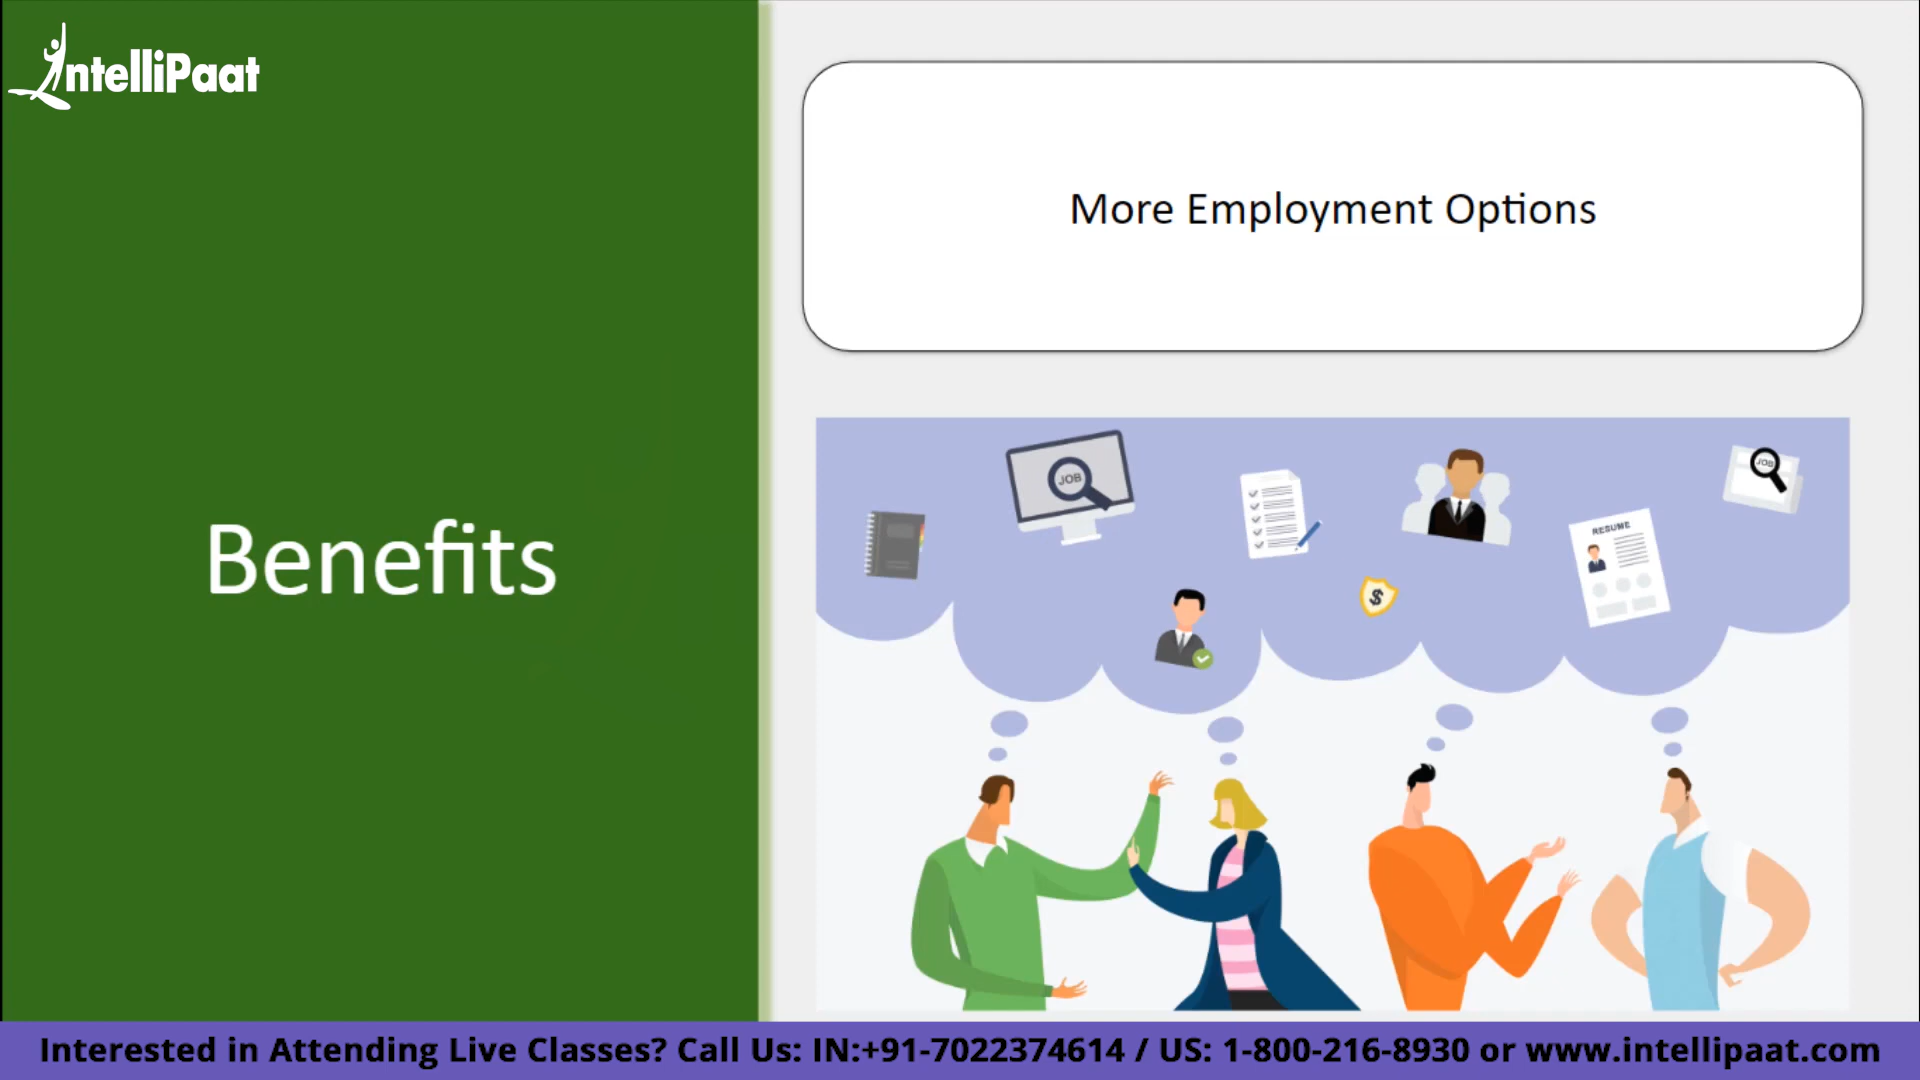 IntelliPaat
More Employment Options
Benefits
JOB
JOB
RESUME
$
Interested in Attending Live Classes? Call Us: IN:+91-7022374614 / US: 1-800-216-8930 or www.intellipaat.com